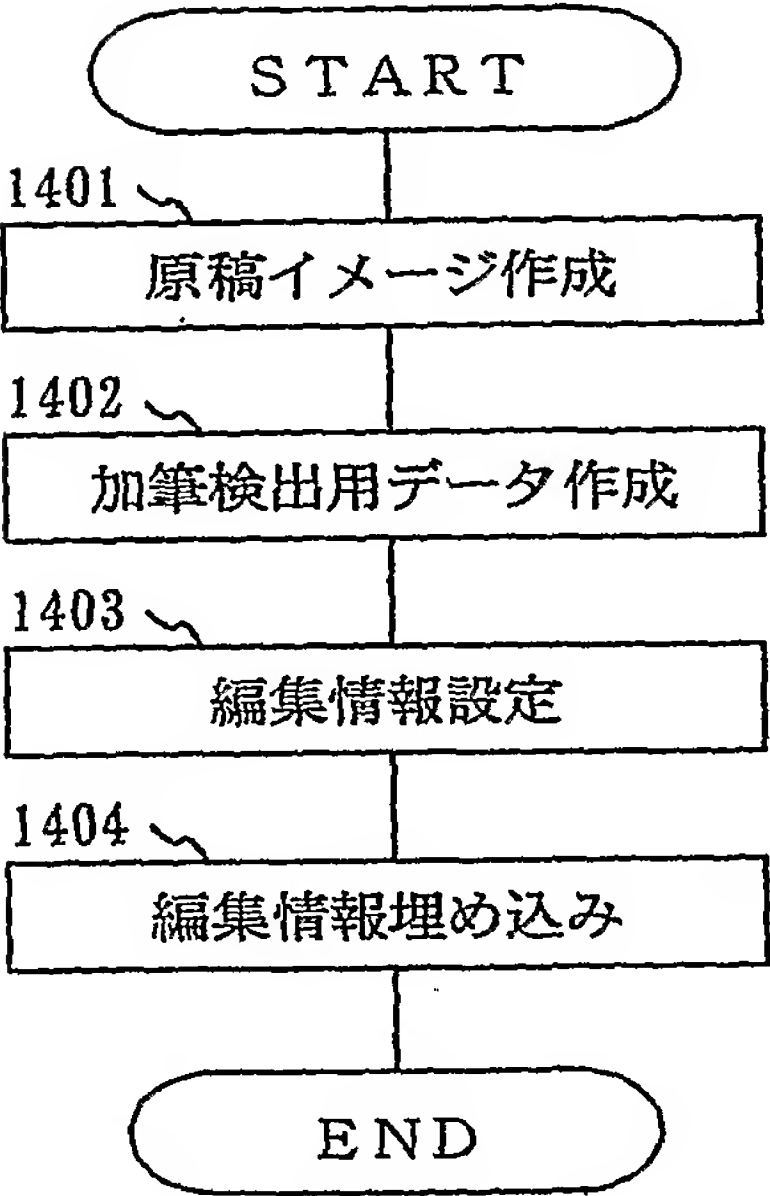 START
1401
原稿イメージ作成
1402
加筆検出用データ作成
1403
編集情報設定
1404
編集情報埋め込み
END